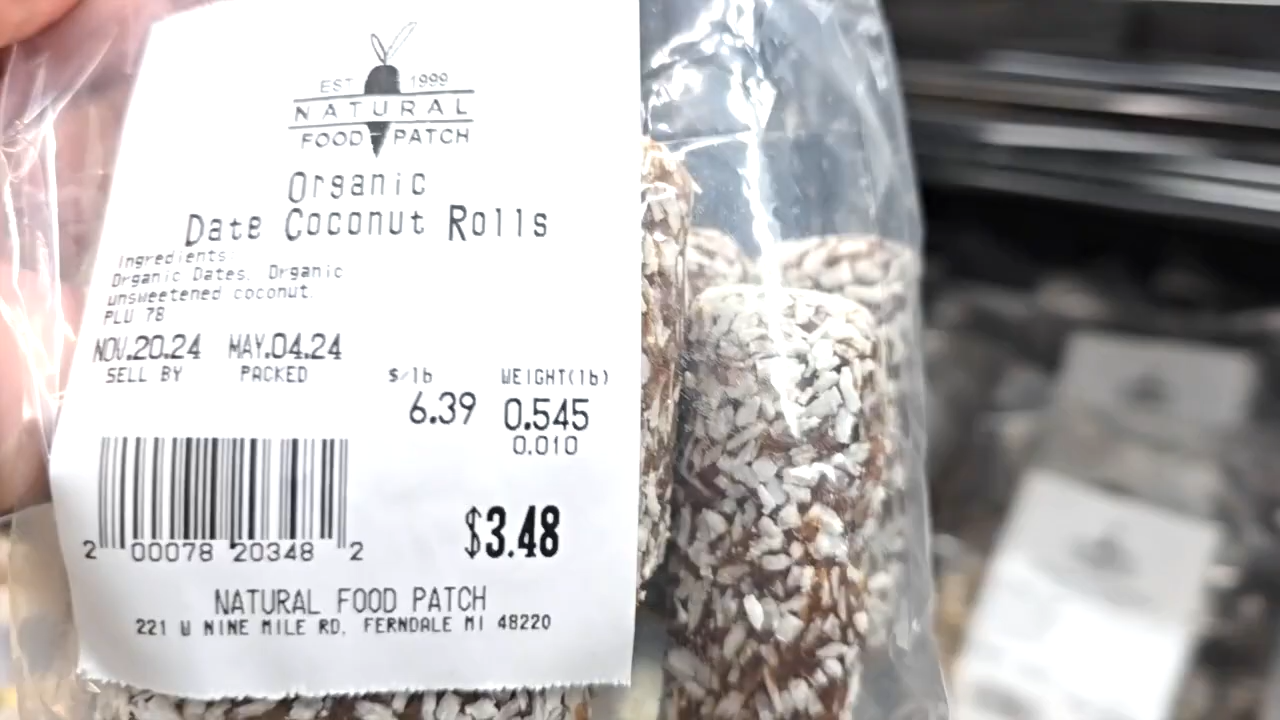 EST 1999
NATURAL
FOOD PATCH
Organic
Date Coconut Rolls
Ingredients
Organic Dates. Organic
unsweetened coconut.
PLU 78
NOV.20.24 MAY.04.24
SELL BY PACKED
$/lb WEIGHT(lb)
6.39 0.545
0.010
$3.48
2 00078 20348 2
NATURAL FOOD PATCH
221 W NINE MILE RD, FERNDALE MI 48220